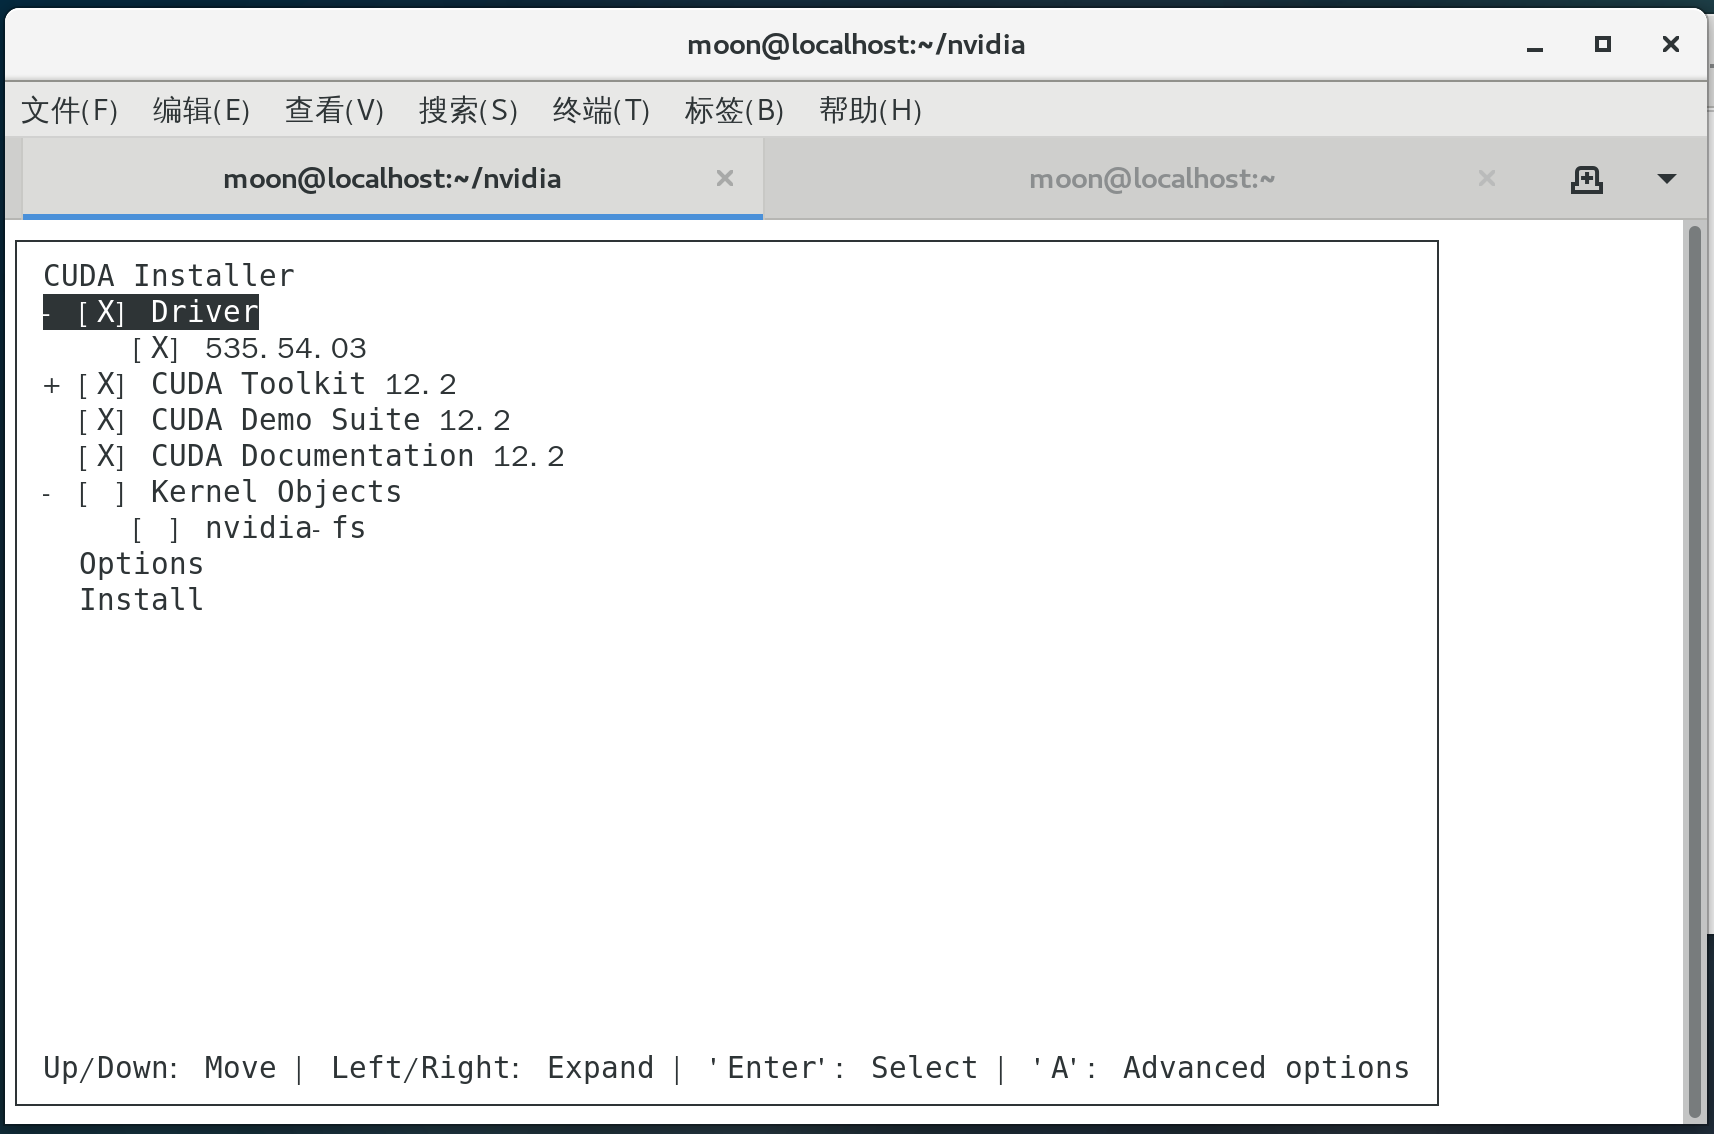 moon@localhost:~/nvidia
文件(F) 编辑(E) 查看(V) 搜索(S) 终端(T) 标签(B) 帮助(H)
moon@localhost:~/nvidia moon@localhost:~
CUDA Installer
- [X] Driver
[X] 535.54.03
+ [X] CUDA Toolkit 12.2
[X] CUDA Demo Suite 12.2
[X] CUDA Documentation 12.2
- [ ] Kernel Objects
[ ] nvidia-fs
Options
Install
Up/Down: Move | Left/Right: Expand | 'Enter': Select | 'A': Advanced options